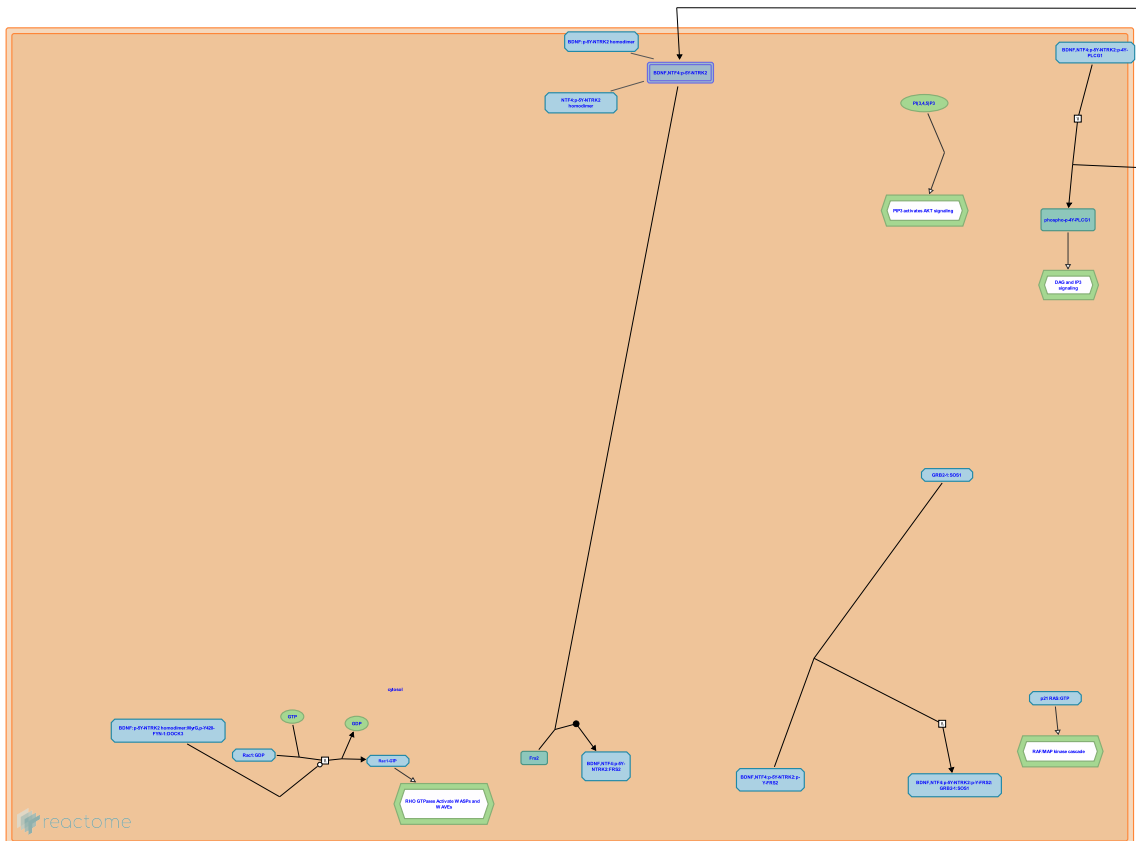 BDNF: p-5Y-NTRK2 homodimer
BDNF,NTF4:p-5Y-NTRK2
NTF4:p-5Y-NTRK2
homodimer
BDNF,NTF4:p-5Y-NTRK2:p-4Y-
PLCG1
PI(3,4,5)P3
PIP3 activates AKT signaling
phospho-p-4Y-PLCG1
DAG and IP3
signaling
GRB2-1:SOS1
cytosol
BDNF: p-5Y-NTRK2 homodimer:MyrG,p-Y420-
FYN-1:DOCK3
GTP
GDP
Rac1:GDP
Rac1:GTP
RHO GTPases Activate WASPs and
WAVEs
Frs2
BDNF,NTF4:p-5Y-
NTRK2:FRS2
BDNF,NTF4:p-5Y-NTRK2: p-
Y-FRS2
BDNF,NTF4:p-5Y-NTRK2:p-Y-FRS2:
GRB2-1:SOS1
p21 RAS:GTP
RAF/MAP kinase cascade
reactome